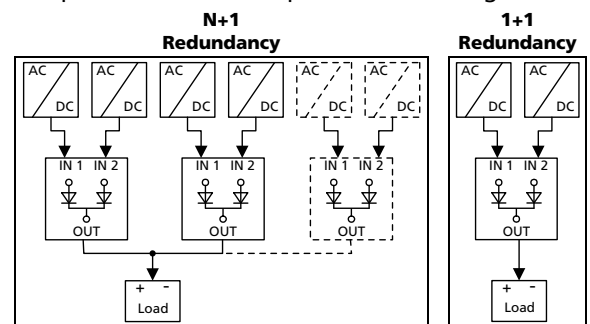 N+1
Redundancy
1+1
Redundancy
AC AC AC AC AC AC AC AC
DC DC DC DC DC DC DC DC
IN 1 IN 2 IN 1 IN 2 IN 1 IN 2 IN 1 IN 2
OUT OUT OUT OUT
+ - + -
Load Load